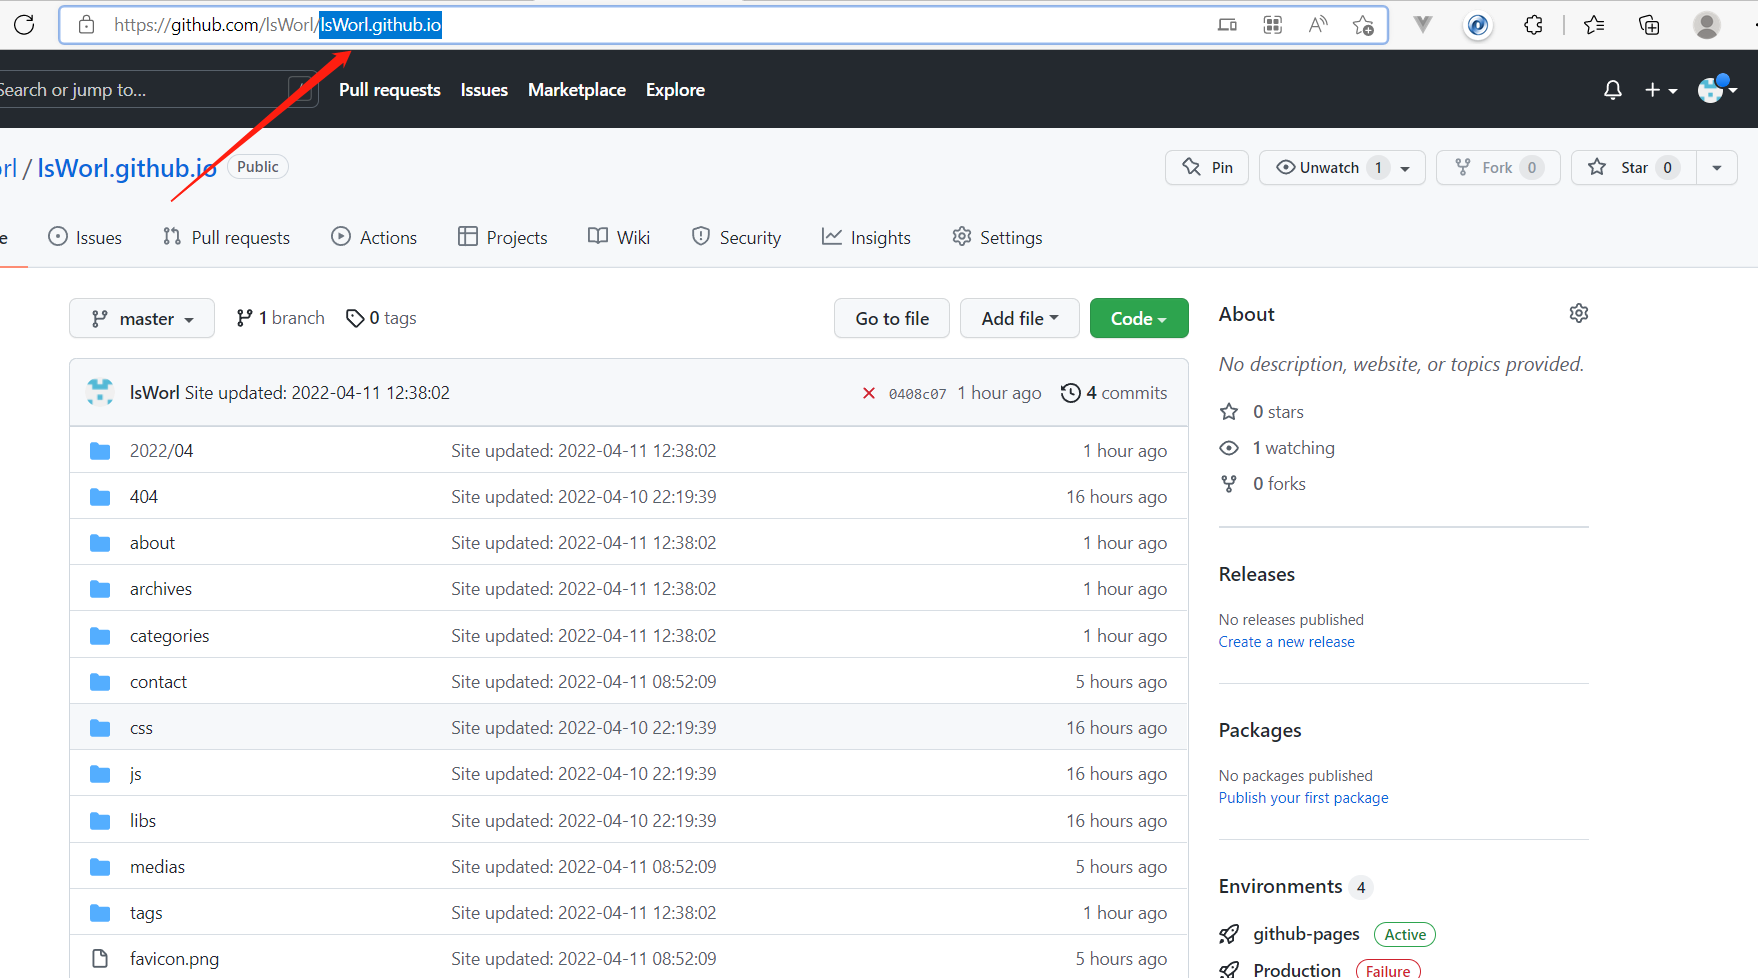 https://github.com/lsWorl/lsWorl.github.io
Search or jump to... /
Pull requests Issues Marketplace Explore
orl / lsWorl.github.io Public
Pin Unwatch 1 Fork 0 Star 0
e Issues Pull requests Actions Projects Wiki Security Insights Settings
master 1 branch 0 tags Go to file Add file Code
lsWorl Site updated: 2022-04-11 12:38:02 0408c07 1 hour ago 4 commits
2022/04 Site updated: 2022-04-11 12:38:02 1 hour ago
404 Site updated: 2022-04-10 22:19:39 16 hours ago
about Site updated: 2022-04-11 12:38:02 1 hour ago
archives Site updated: 2022-04-11 12:38:02 1 hour ago
categories Site updated: 2022-04-11 12:38:02 1 hour ago
contact Site updated: 2022-04-11 08:52:09 5 hours ago
css Site updated: 2022-04-10 22:19:39 16 hours ago
js Site updated: 2022-04-10 22:19:39 16 hours ago
libs Site updated: 2022-04-10 22:19:39 16 hours ago
medias Site updated: 2022-04-11 08:52:09 5 hours ago
tags Site updated: 2022-04-11 12:38:02 1 hour ago
favicon.png Site updated: 2022-04-11 08:52:09 5 hours ago
About
No description, website, or topics provided.
0 stars
1 watching
0 forks
Releases
No releases published
Create a new release
Packages
No packages published
Publish your first package
Environments 4
github-pages Active
Production Failure